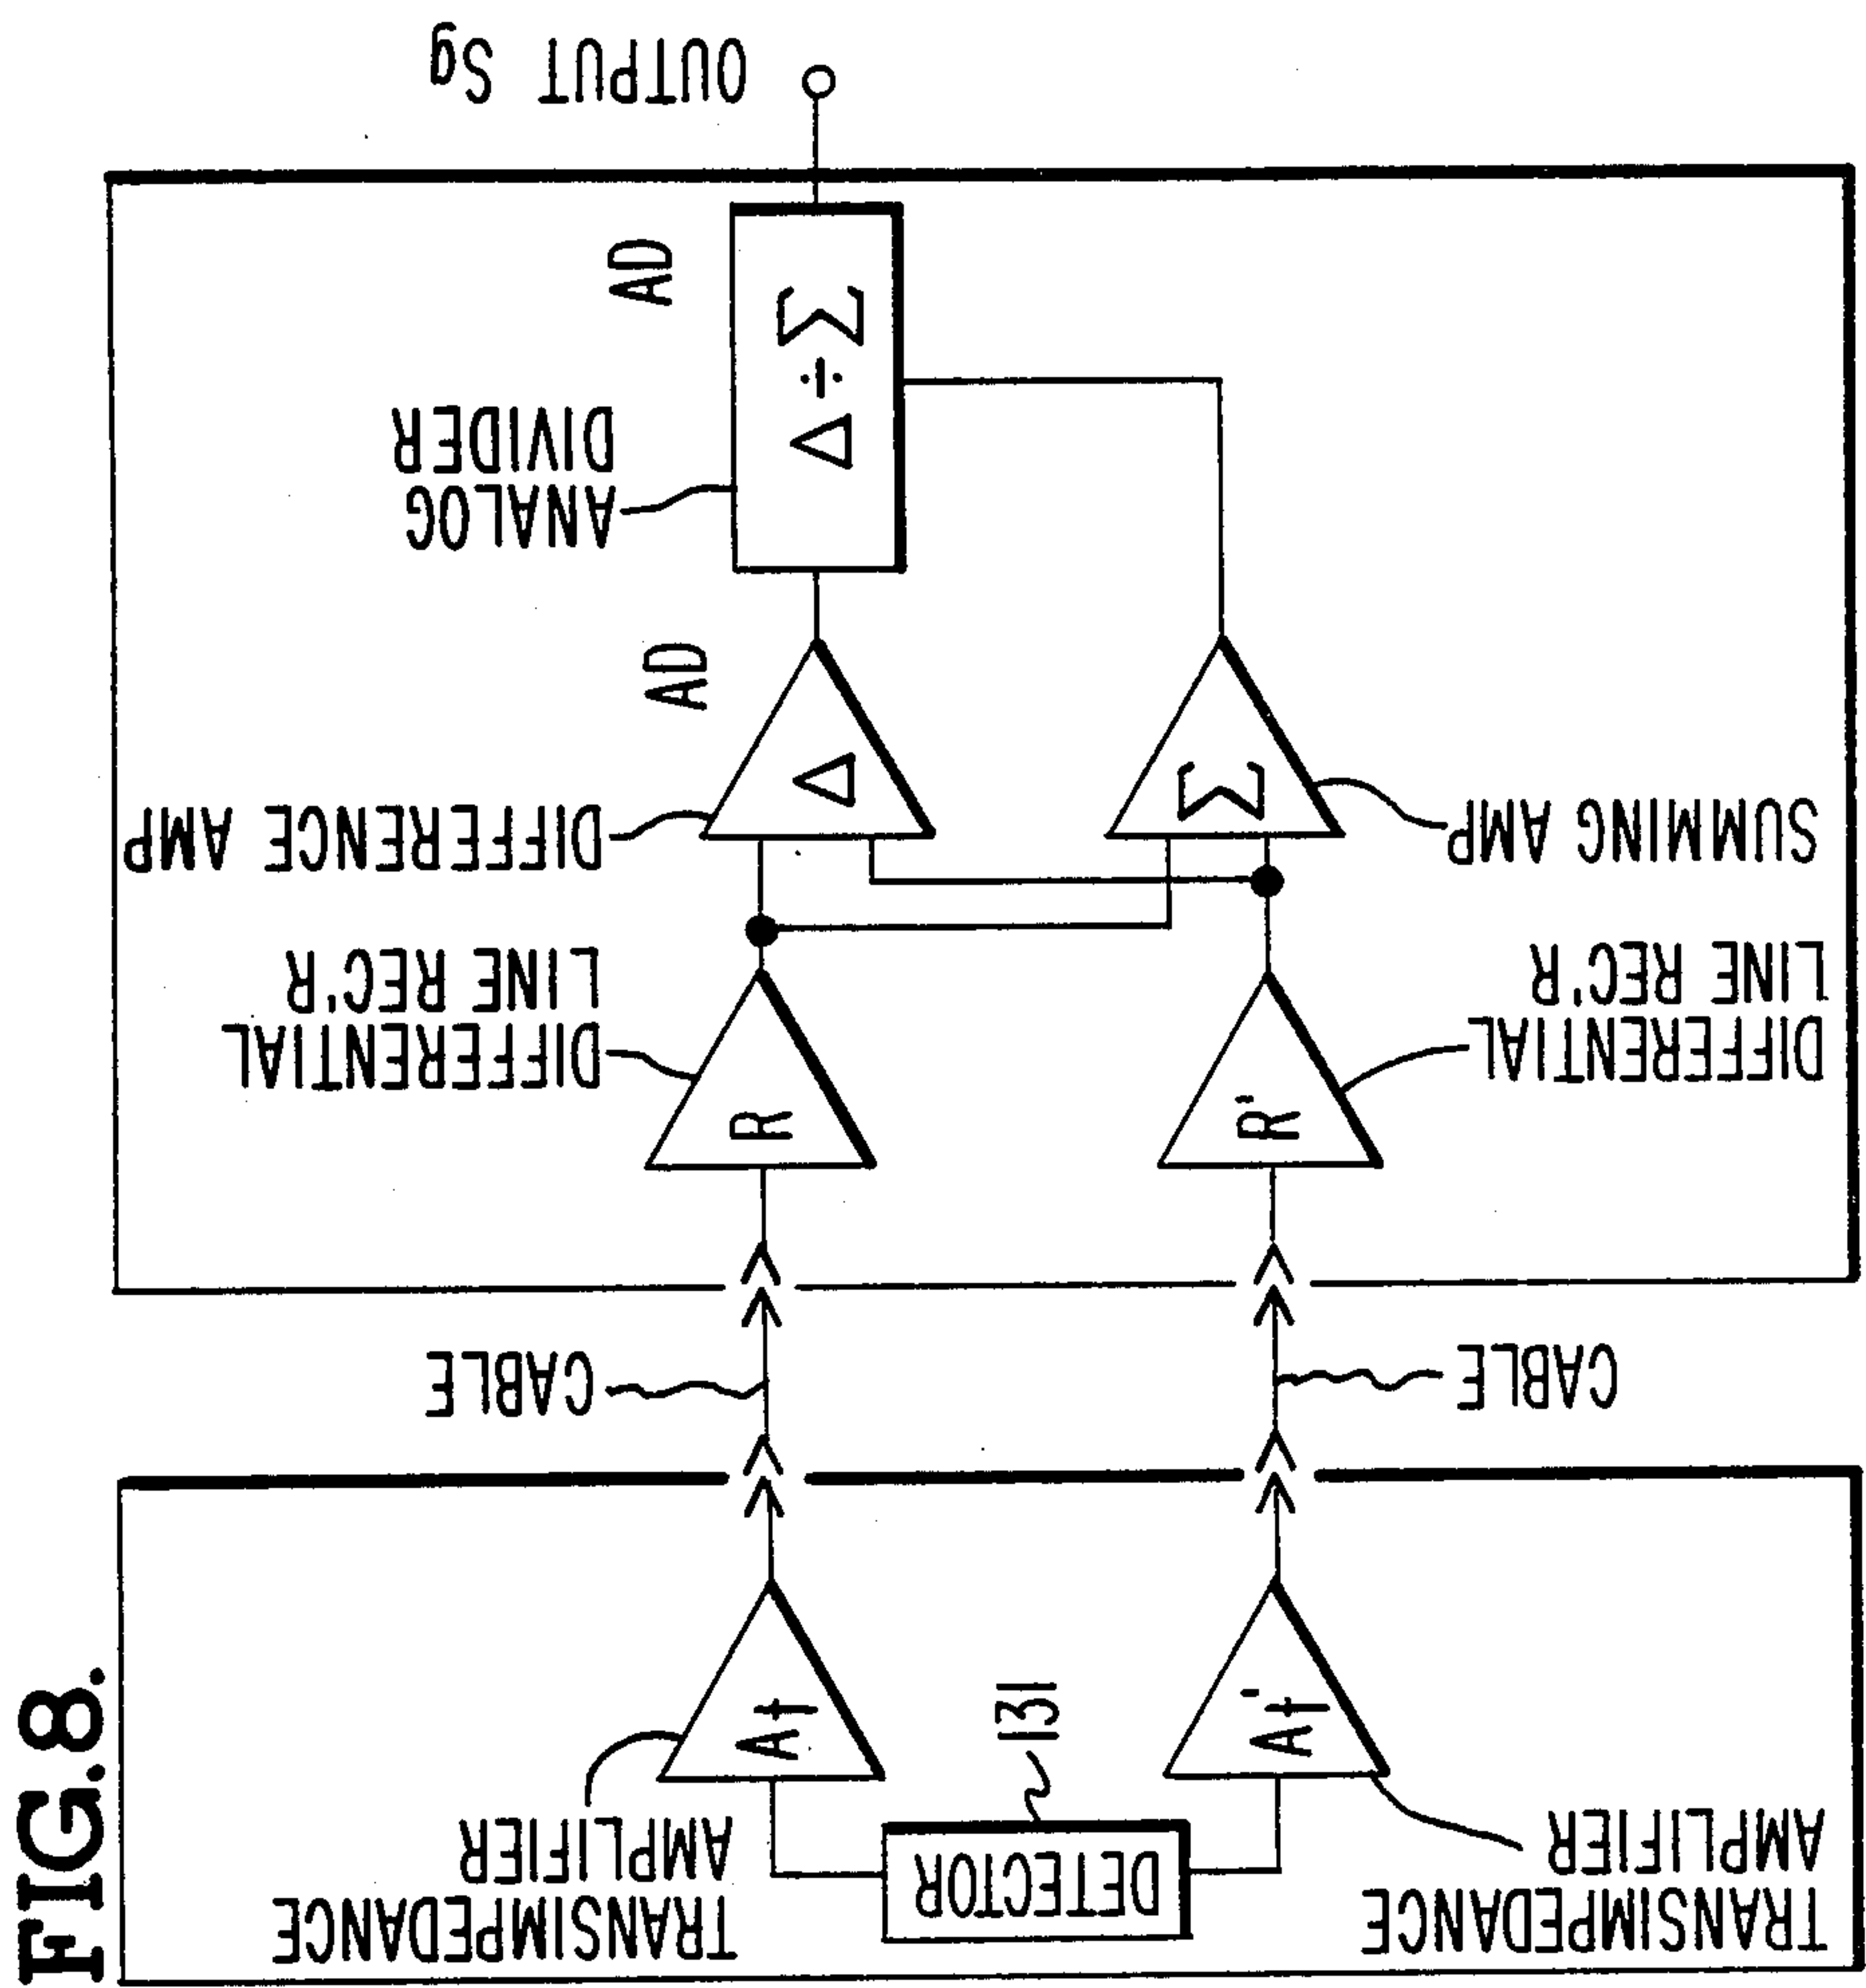 FIG.8.
TRANSIMPEDANCE
AMPLIFIER
At
DETECTOR
131
TRANSIMPEDANCE
AMPLIFIER
At'
CABLE
CABLE
DIFFERENTIAL
LINE REC'R
R
DIFFERENTIAL
LINE REC'R
R'
DIFFERENCE AMP
Δ
AD
SUMMING AMP
Σ
ANALOG
DIVIDER
AD
Δ÷Σ
OUTPUT Sg